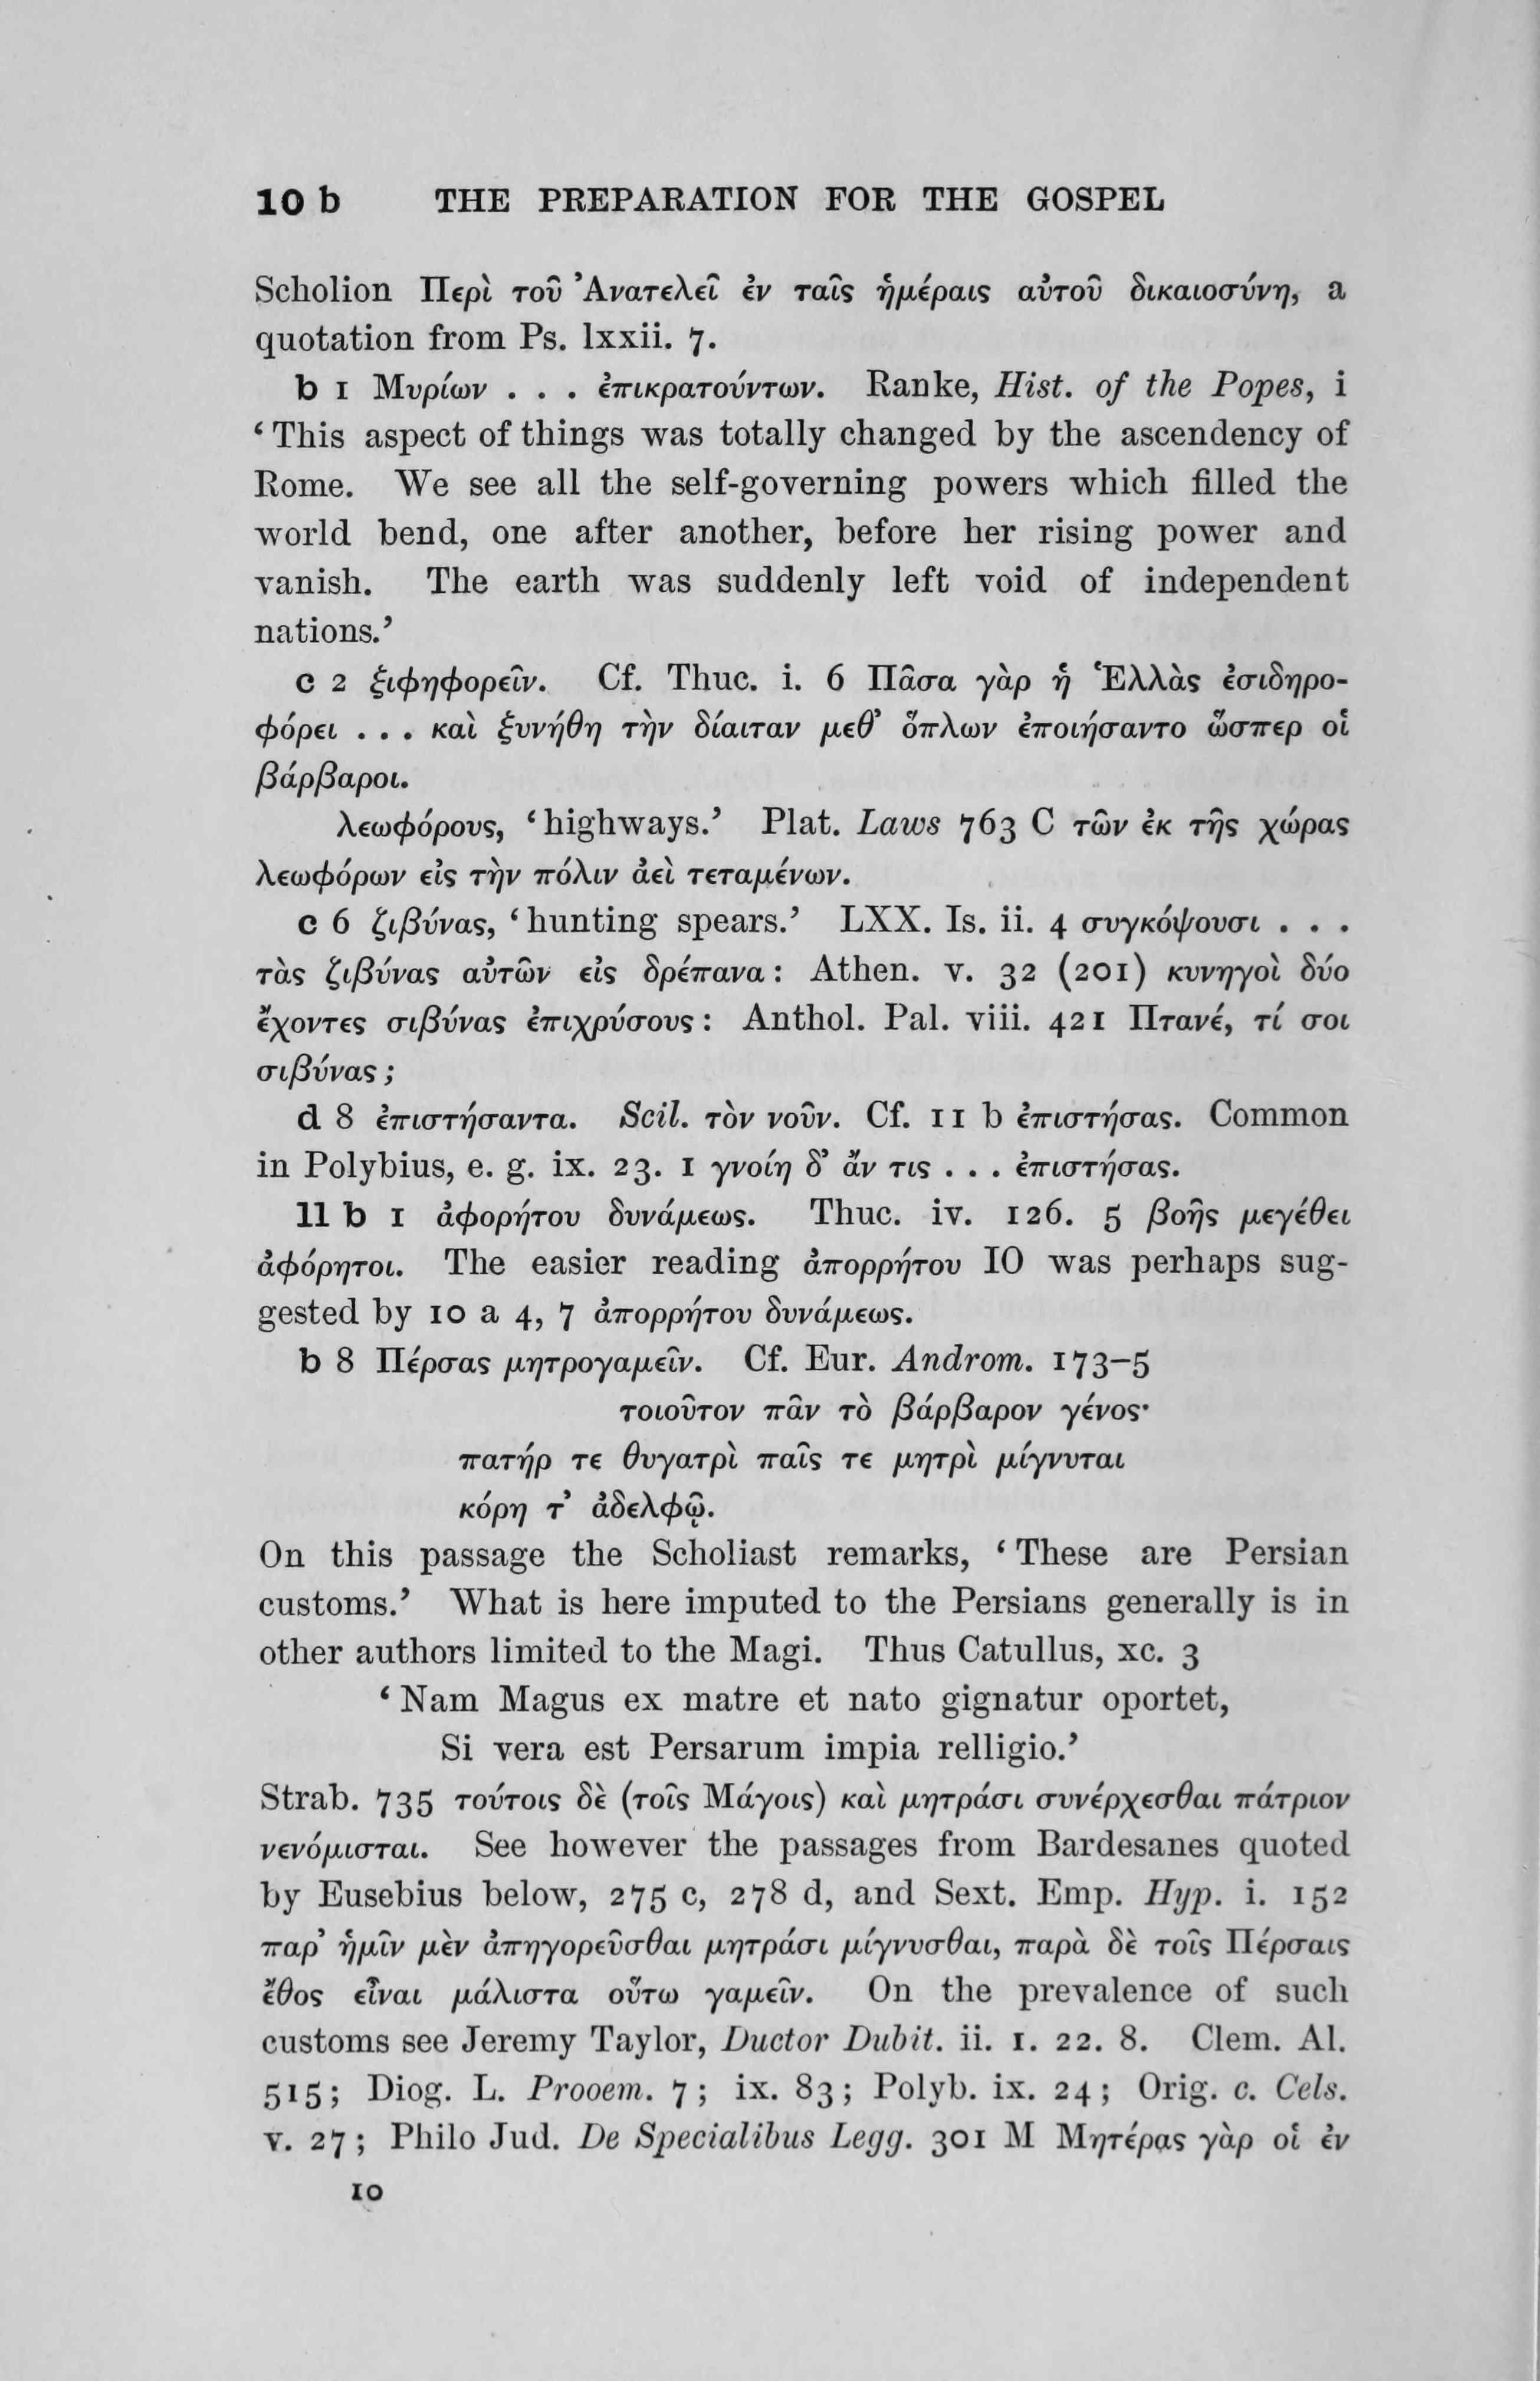 10 b THE PREPARATION FOR THE GOSPEL
Scholion Περὶ τοῦ Ἀνατελεῖ ἐν ταῖς ἡμέραις αὐτοῦ δικαιοσύνη, a
quotation from Ps. lxxii. 7.
b 1 Μυρίων . . . ἐπικρατούντων. Ranke, Hist. of the Popes, i
‘ This aspect of things was totally changed by the ascendency of
Rome. We see all the self-governing powers which filled the
world bend, one after another, before her rising power and
vanish. The earth was suddenly left void of independent
nations.’
c 2 ξιφηφορεῖν. Cf. Thuc. i. 6 Πᾶσα γὰρ ἡ Ἑλλὰς ἐσιδηρο-
φόρει . . . καὶ ξυνήθη τὴν δίαιταν μεθ’ ὅπλων ἐποιήσαντο ὥσπερ οἱ
βάρβαροι.
λεωφόρους, ‘ highways.’ Plat. Laws 763 C τῶν ἐκ τῆς χώρας
λεωφόρων εἰς τὴν πόλιν ἀεὶ τεταμένων.
c 6 ζιβύνας, ‘ hunting spears.’ LXX. Is. ii. 4 συγκόψουσι . . .
τὰς ζιβύνας αὐτῶν εἰς δρέπανα : Athen. v. 32 (201) κυνηγοὶ δύο
ἔχοντες σιβύνας ἐπιχρύσους : Anthol. Pal. viii. 421 Πτανέ, τί σοι
σιβύνας ;
d 8 ἐπιστήσαντα. Scil. τὸν νοῦν. Cf. 11 b ἐπιστήσας. Common
in Polybius, e. g. ix. 23. 1 γνοίη δ’ ἄν τις . . . ἐπιστήσας.
11 b 1 ἀφορήτου δυνάμεως. Thuc. iv. 126. 5 βοῆς μεγέθει
ἀφόρητοι. The easier reading ἀπορρήτου IO was perhaps sug-
gested by 10 a 4, 7 ἀπορρήτου δυνάμεως.
b 8 Πέρσας μητρογαμεῖν. Cf. Eur. Androm. 173–5
τοιοῦτον πᾶν τὸ βάρβαρον γένος·
πατήρ τε θυγατρὶ παῖς τε μητρὶ μίγνυται
κόρη τ’ ἀδελφῷ.
On this passage the Scholiast remarks, ‘ These are Persian
customs.’ What is here imputed to the Persians generally is in
other authors limited to the Magi. Thus Catullus, xc. 3
‘ Nam Magus ex matre et nato gignatur oportet,
Si vera est Persarum impia relligio.’
Strab. 735 τούτοις δὲ (τοῖς Μάγοις) καὶ μητράσι συνέρχεσθαι πάτριον
νενόμισται. See however the passages from Bardesanes quoted
by Eusebius below, 275 c, 278 d, and Sext. Emp. Hyp. i. 152
παρ’ ἡμῖν μὲν ἀπηγορεῦσθαι μητράσι μίγνυσθαι, παρὰ δὲ τοῖς Πέρσαις
ἔθος εἶναι μάλιστα οὕτω γαμεῖν. On the prevalence of such
customs see Jeremy Taylor, Ductor Dubit. ii. 1. 22. 8. Clem. Al.
515 ; Diog. L. Prooem. 7 ; ix. 83 ; Polyb. ix. 24 ; Orig. c. Cels.
v. 27 ; Philo Jud. De Specialibus Legg. 301 M Μητέρας γὰρ οἱ ἐν
10